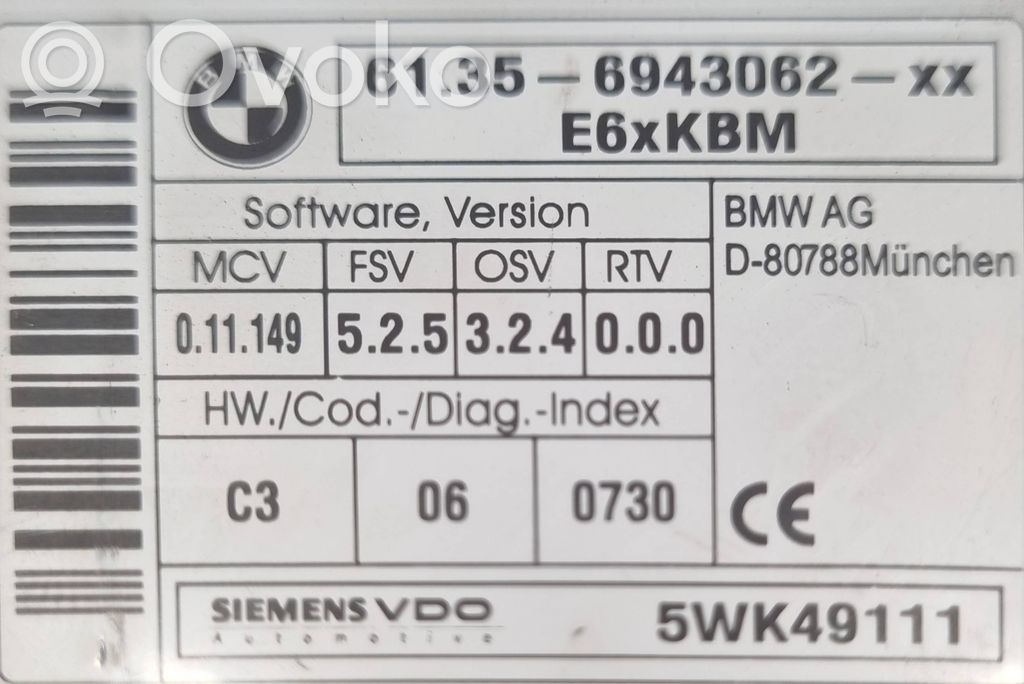 Ovoko
BMW
61.35-6943062-xx
E6xKBM
Software, Version
MCV FSV OSV RTV
0.11.149 5.2.5 3.2.4 0.0.0
HW./Cod.-/Diag.-Index
C3 06 0730
BMW AG
D-80788München
CE
SIEMENS VDO
Automotive
5WK49111